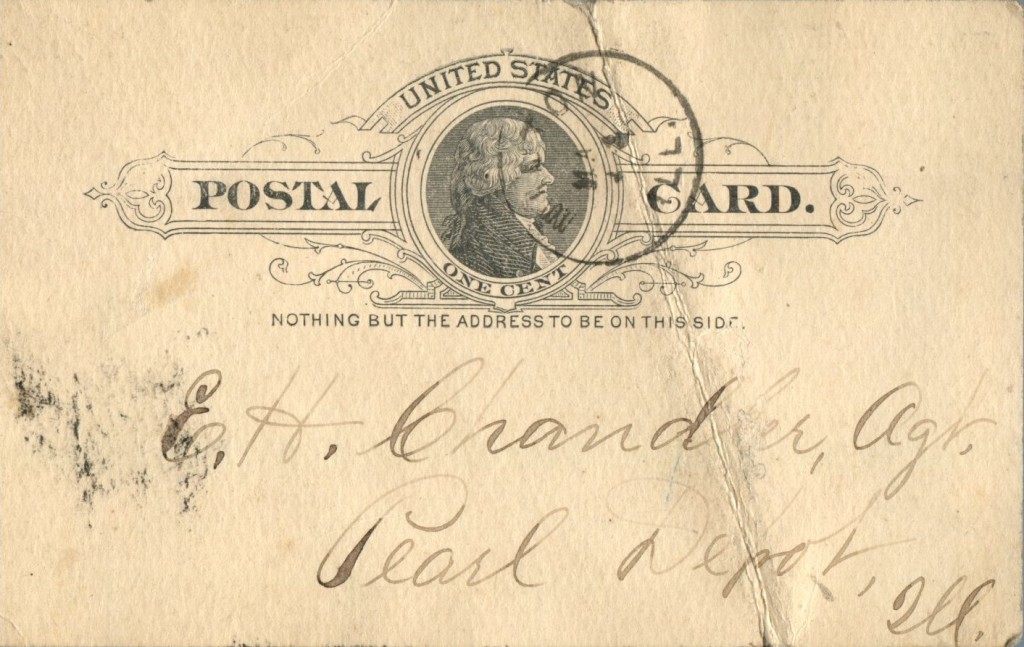 UNITED STATES
POSTAL CARD.
ONE CENT
NOTHING BUT THE ADDRESS TO BE ON THIS SIDE.
ILL.
E. H. Chandler, Agt.
Pearl Depot,
Ill.